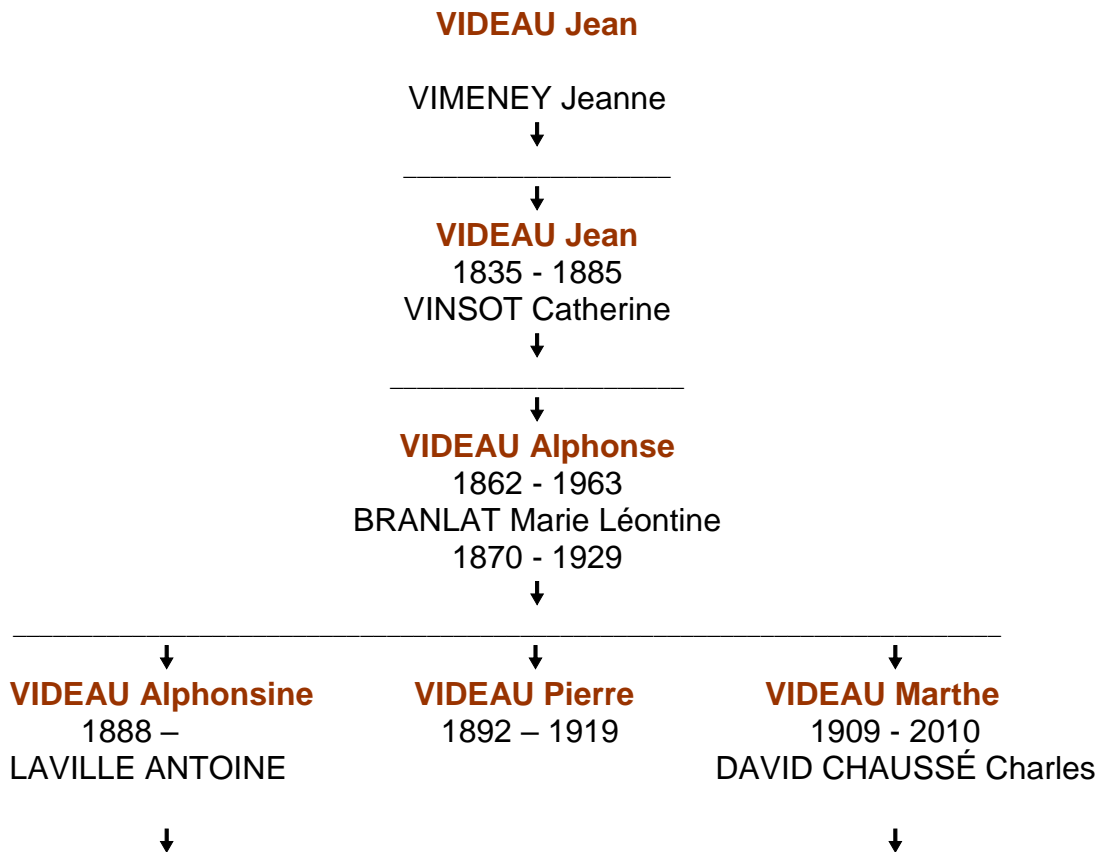 VIDEAU Jean
VIMENEY Jeanne
VIDEAU Jean
1835 - 1885
VINSOT Catherine
VIDEAU Alphonse
1862 - 1963
BRANLAT Marie Léontine
1870 - 1929
VIDEAU Alphonsine VIDEAU Pierre VIDEAU Marthe
1888 – 1892 – 1919 1909 - 2010
LAVILLE ANTOINE DAVID CHAUSSÉ Charles